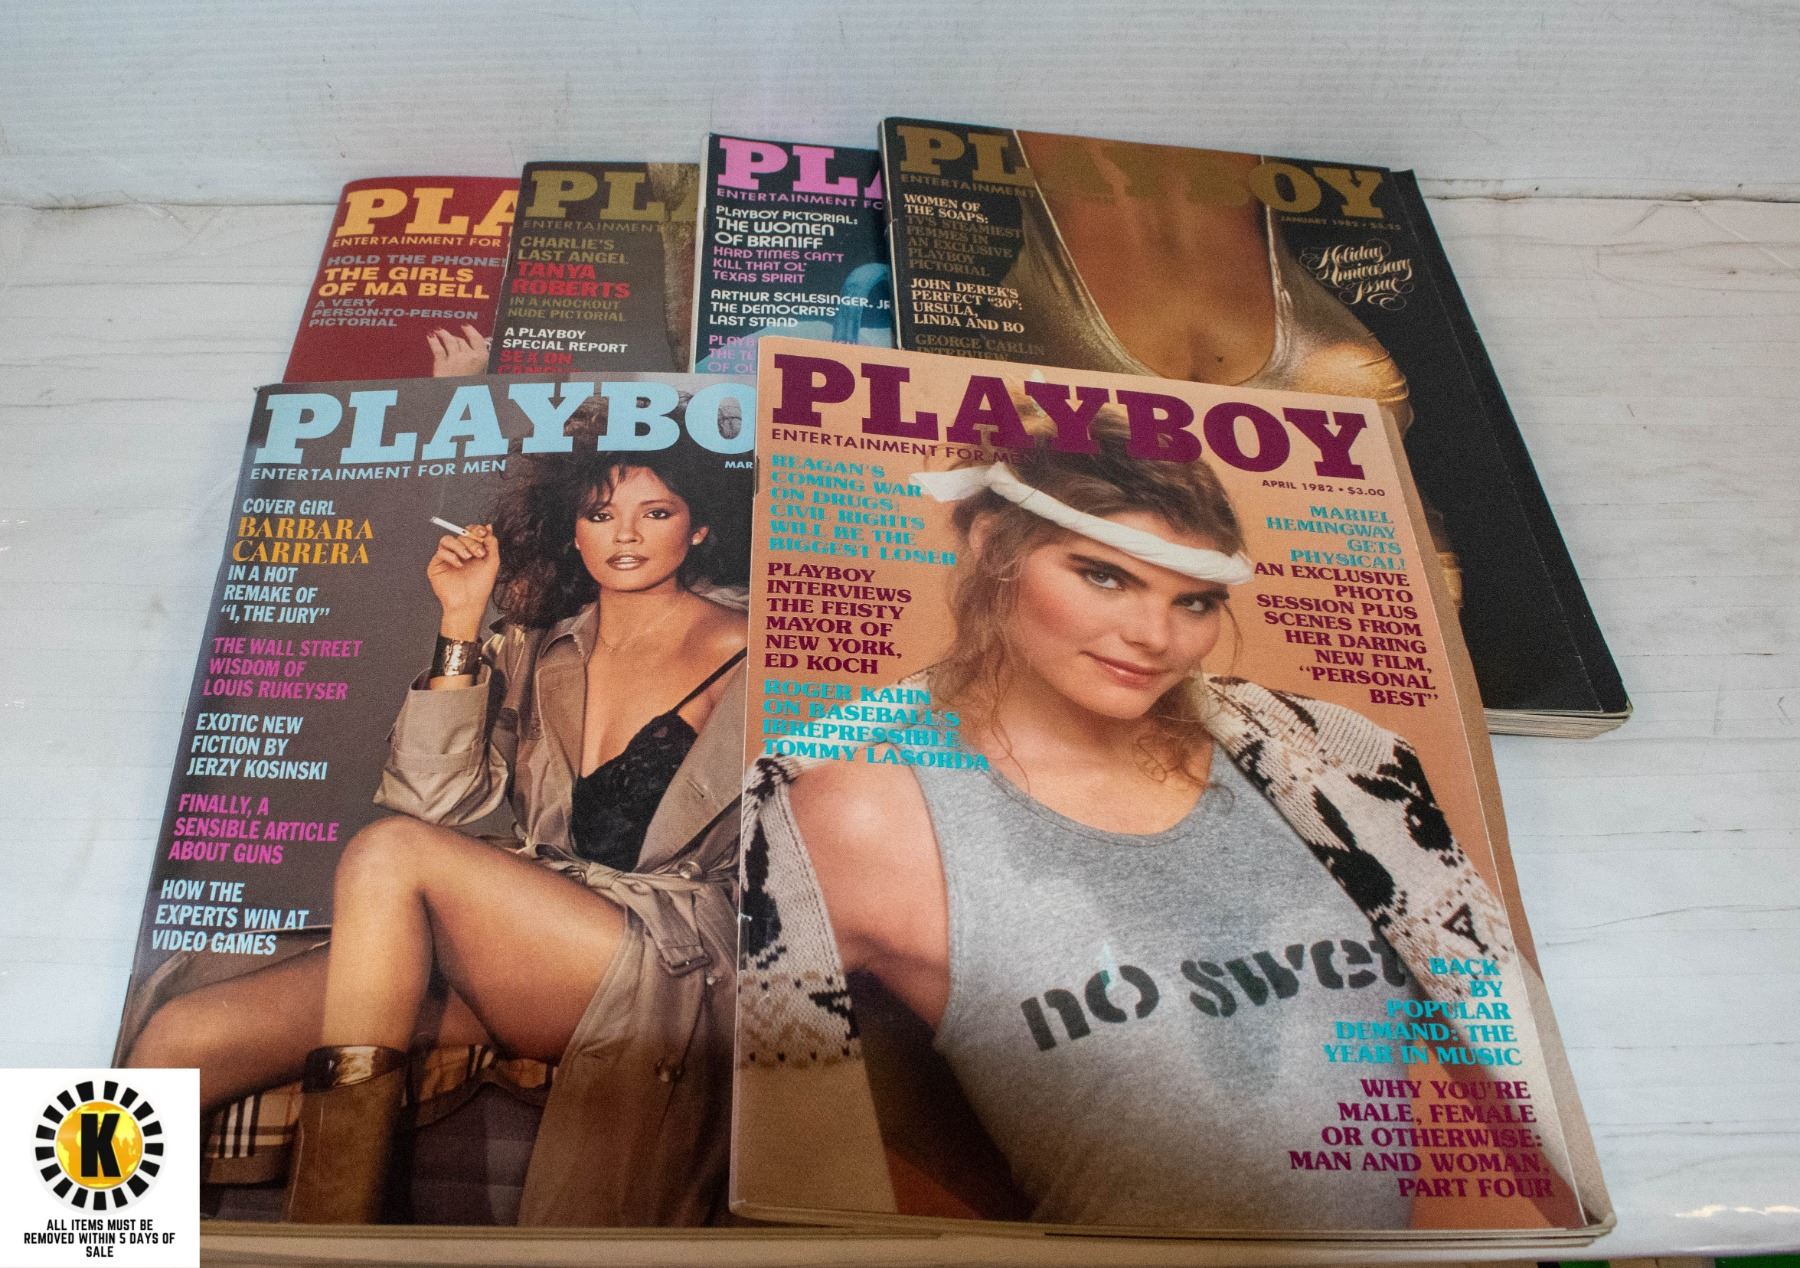 PLA
ENTERTAINMENT FOR
HOLD THE PHONE!
THE GIRLS
OF MA BELL
A VERY
PERSON-TO-PERSON
PICTORIAL
PL
ENTERTAINMENT
CHARLIE'S
LAST ANGEL
TANYA
ROBERTS
IN A KNOCKOUT
NUDE PICTORIAL
A PLAYBOY
SPECIAL REPORT
SEX ON
PLA
ENTERTAINMENT FO
PLAYBOY PICTORIAL:
THE WOMEN
OF BRANIFF
HARD TIMES CAN'T
KILL THAT OL'
TEXAS SPIRIT
ARTHUR SCHLESINGER, JR
THE DEMOCRATS'
LAST STAND
PLAYBOY
ENTERTAINMENT
JANUARY 1982 •
WOMEN OF
THE SOAPS:
TV'S STEAMIEST
FEMMES IN
AN EXCLUSIVE
PLAYBOY
PICTORIAL
JOHN DEREK'S
PERFECT "30":
URSULA,
LINDA AND BO
GEORGE CARLIN
INTERVIEW
Holiday
Anniversary
Issue
PLAYBO
ENTERTAINMENT FOR MEN
MAR
COVER GIRL
BARBARA
CARRERA
IN A HOT
REMAKE OF
"I, THE JURY"
THE WALL STREET
WISDOM OF
LOUIS RUKEYSER
EXOTIC NEW
FICTION BY
JERZY KOSINSKI
FINALLY, A
SENSIBLE ARTICLE
ABOUT GUNS
HOW THE
EXPERTS WIN AT
VIDEO GAMES
PLAYBOY
ENTERTAINMENT FOR MEN
APRIL 1982 • $3.00
REAGAN'S
COMING WAR
ON DRUGS:
CIVIL RIGHTS
WILL BE THE
BIGGEST LOSER
PLAYBOY
INTERVIEWS
THE FEISTY
MAYOR OF
NEW YORK,
ED KOCH
ROGER KAHN
ON BASEBALL'S
IRREPRESSIBLE
TOMMY LASORDA
MARIEL
HEMINGWAY
GETS
PHYSICAL!
AN EXCLUSIVE
PHOTO
SESSION PLUS
SCENES FROM
HER DARING
NEW FILM,
"PERSONAL
BEST"
no swet
BACK
BY
POPULAR
DEMAND: THE
YEAR IN MUSIC
WHY YOU'RE
MALE, FEMALE
OR OTHERWISE:
MAN AND WOMAN,
PART FOUR
K
ALL ITEMS MUST BE
REMOVED WITHIN 5 DAYS OF
SALE